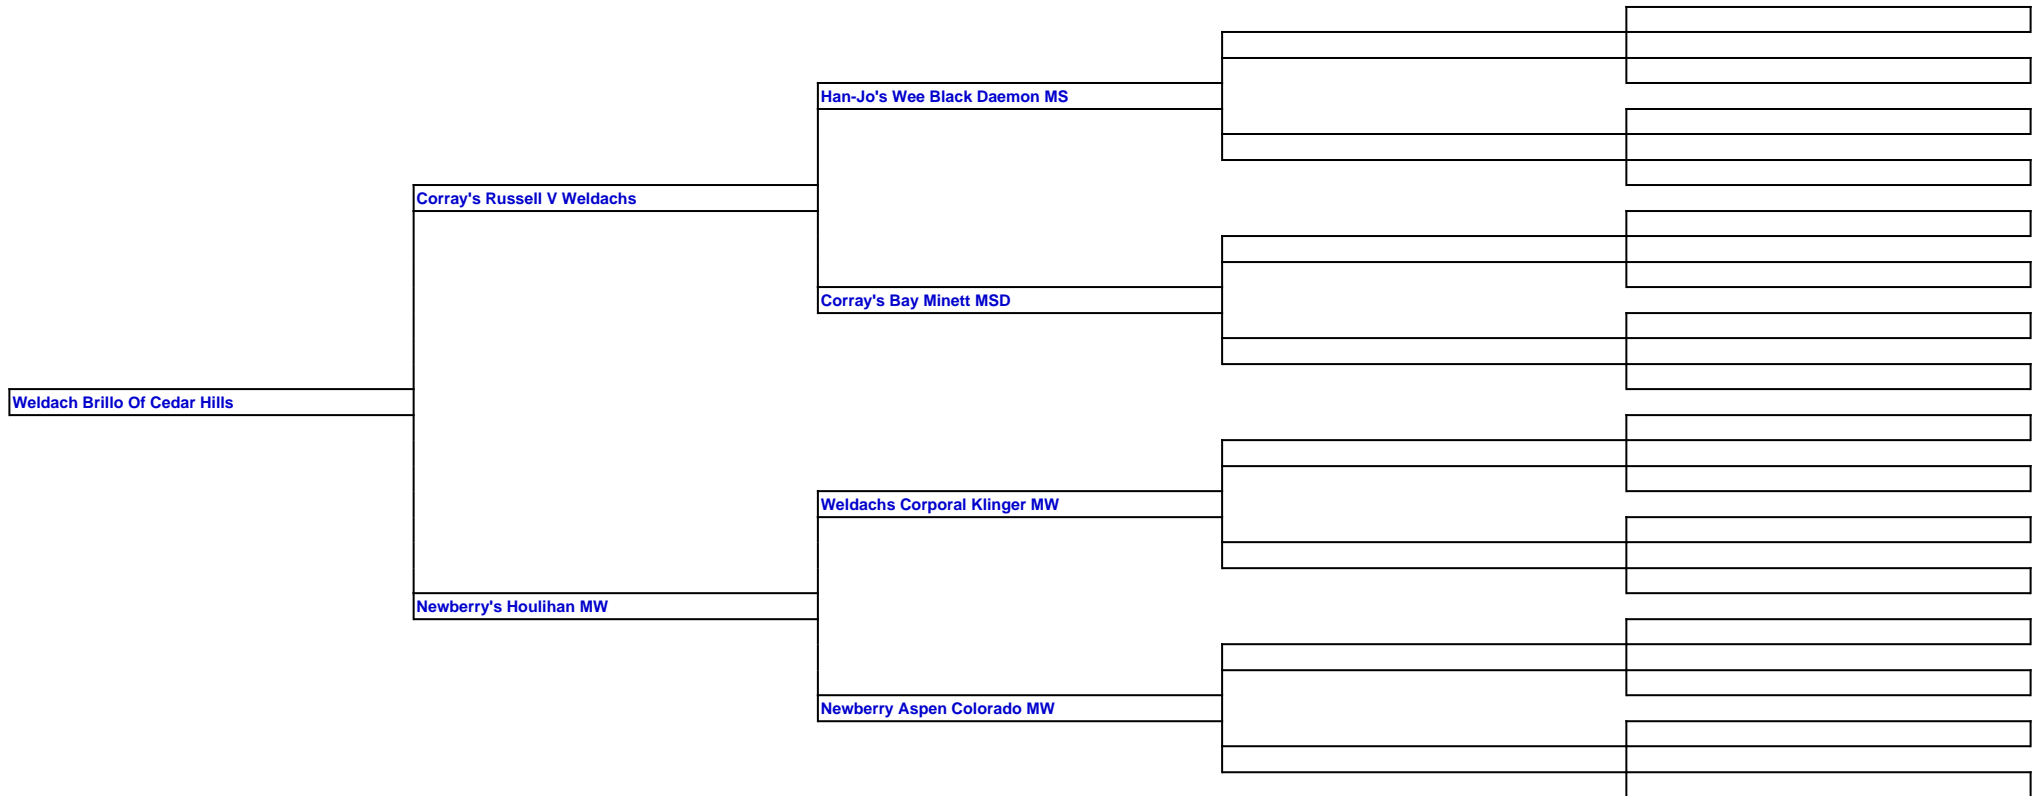 Han-Jo's Wee Black Daemon MS
Corray's Russell V Weldachs
Corray's Bay Minett MSD
Weldach Brillo Of Cedar Hills
Weldachs Corporal Klinger MW
Newberry's Houlihan MW
Newberry Aspen Colorado MW